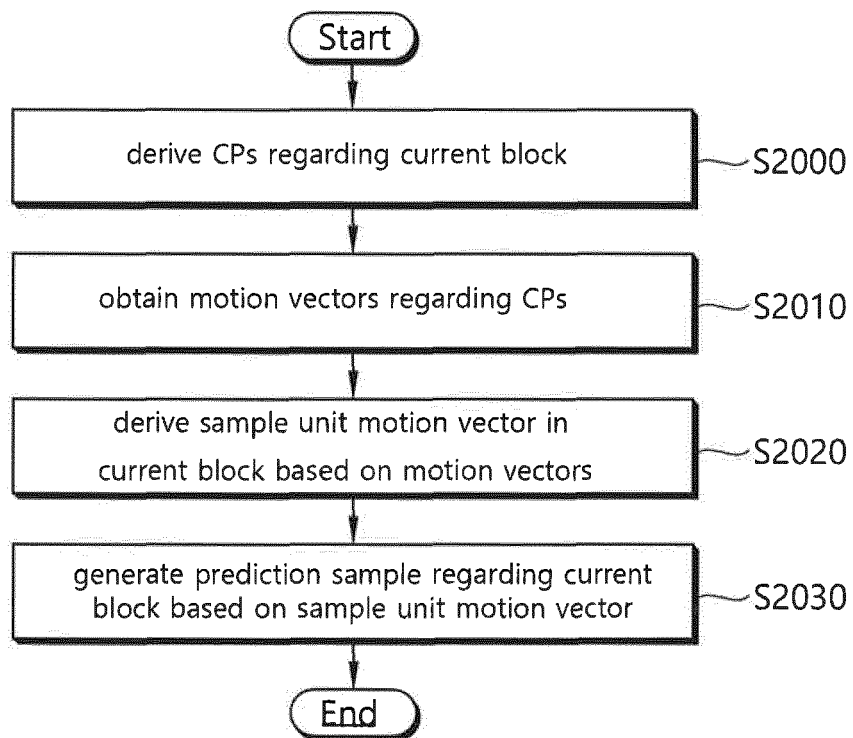 Start
derive CPs regarding current block
S2000
obtain motion vectors regarding CPs
S2010
derive sample unit motion vector in
current block based on motion vectors
S2020
generate prediction sample regarding current
block based on sample unit motion vector
S2030
End